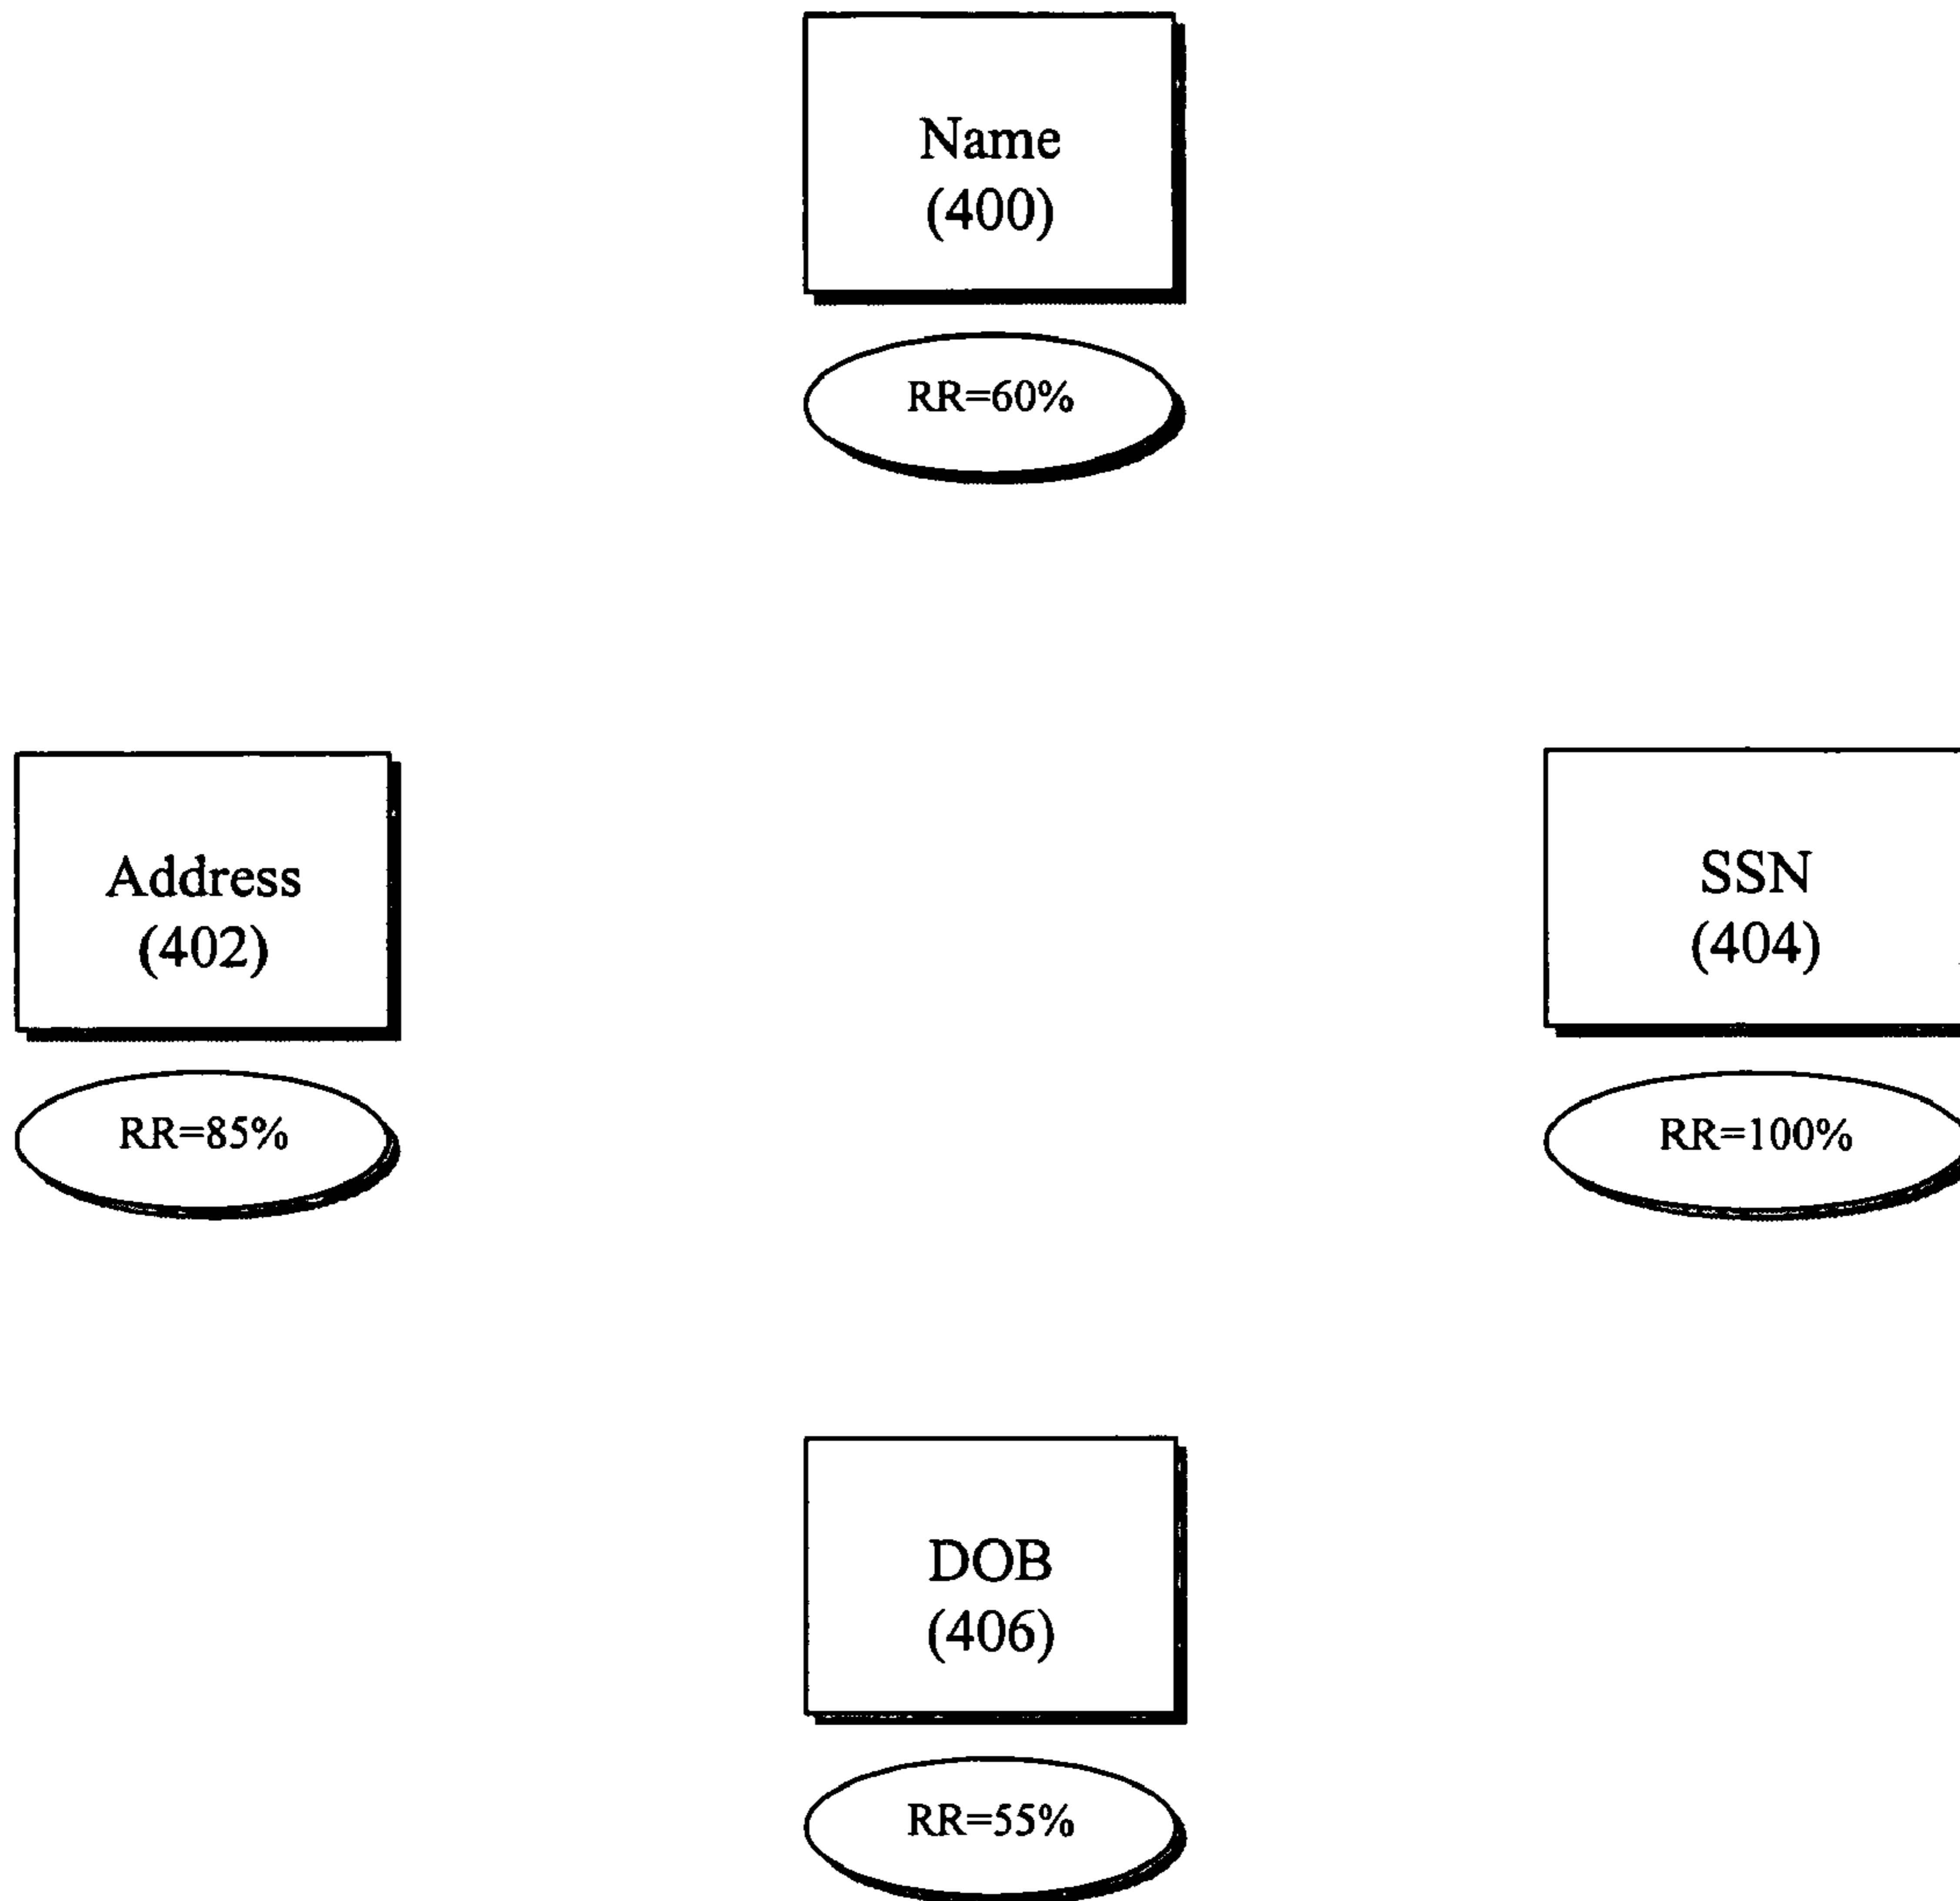 Name
(400)
RR=60%
Address
(402)
RR=85%
SSN
(404)
RR=100%
DOB
(406)
RR=55%